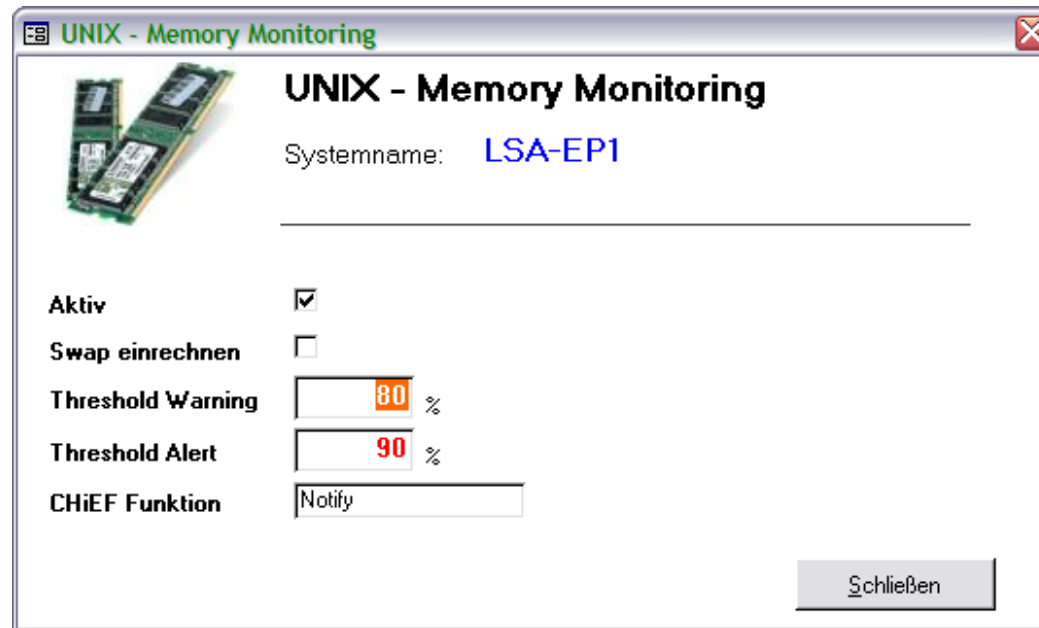 UNIX - Memory Monitoring
UNIX - Memory Monitoring
Systemname: LSA-EP1
Aktiv
Swap einrechnen
Threshold Warning 80 %
Threshold Alert 90 %
CHiEF Funktion Notify
Schließen